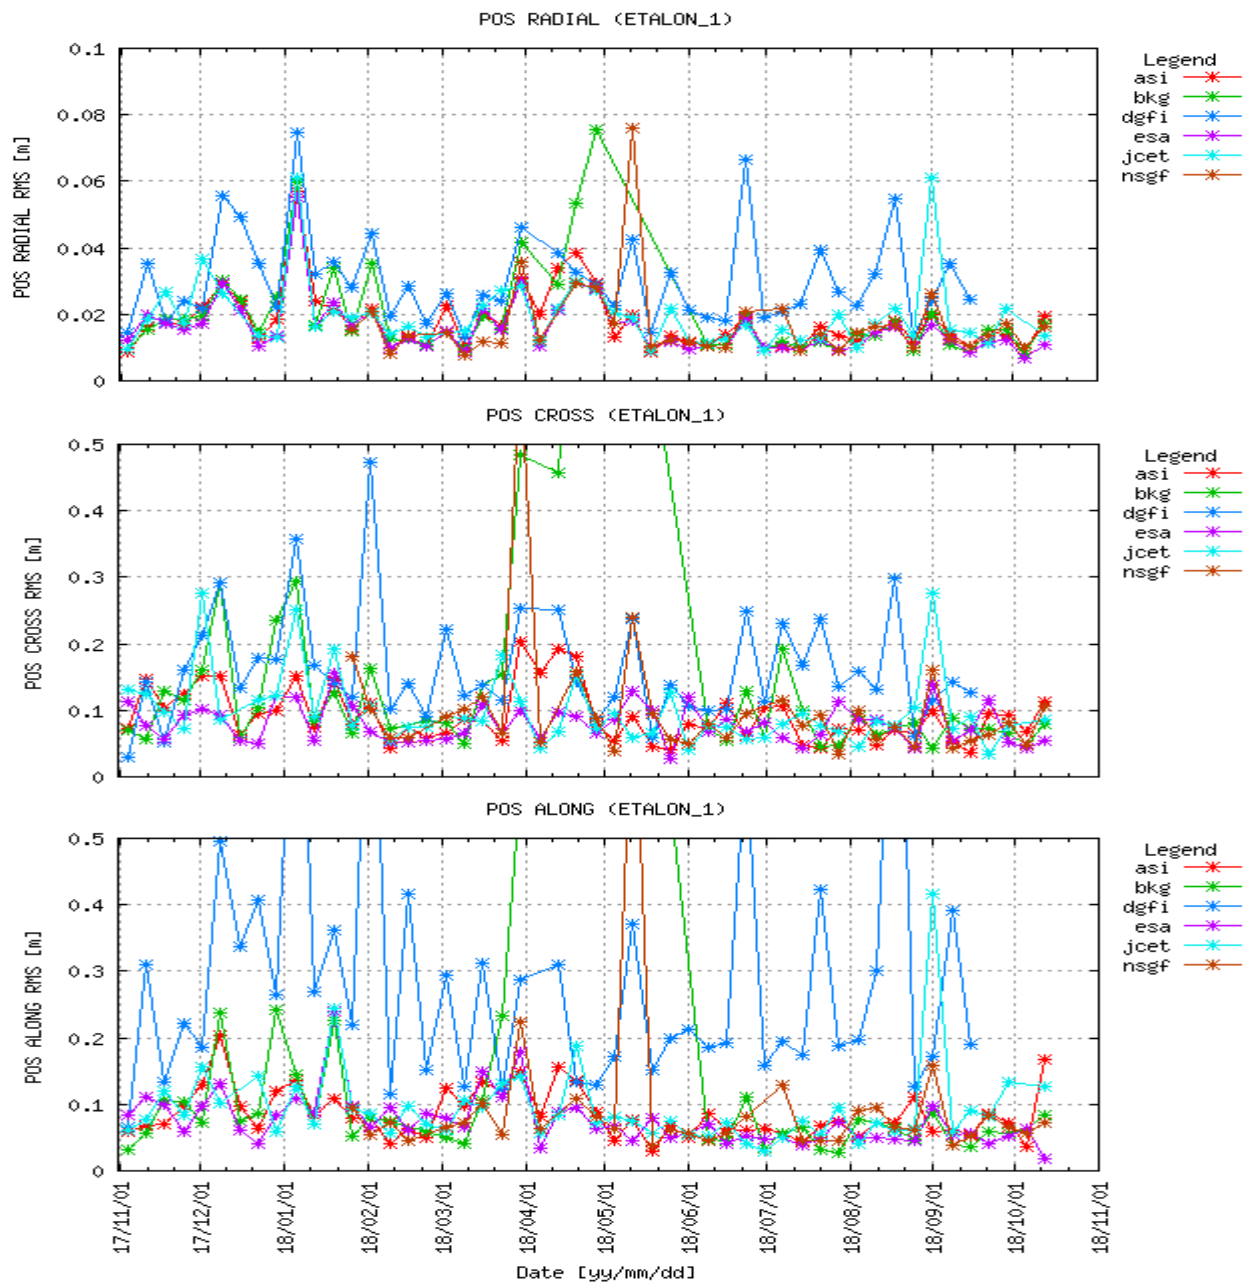 POS RADIAL (ETALON_1)
0.1
0.08
0.06
0.04
0.02
0
POS RADIAL RMS [m]
Legend
asi
bkg
dgfi
esa
jcet
nsgf
POS CROSS (ETALON_1)
0.5
0.4
0.3
0.2
0.1
0
POS CROSS RMS [m]
Legend
asi
bkg
dgfi
esa
jcet
nsgf
POS ALONG (ETALON_1)
0.5
0.4
0.3
0.2
0.1
0
POS ALONG RMS [m]
Legend
asi
bkg
dgfi
esa
jcet
nsgf
17/11/01
17/12/01
18/01/01
18/02/01
18/03/01
18/04/01
18/05/01
18/06/01
18/07/01
18/08/01
18/09/01
18/10/01
18/11/01
Date [yy/mm/dd]